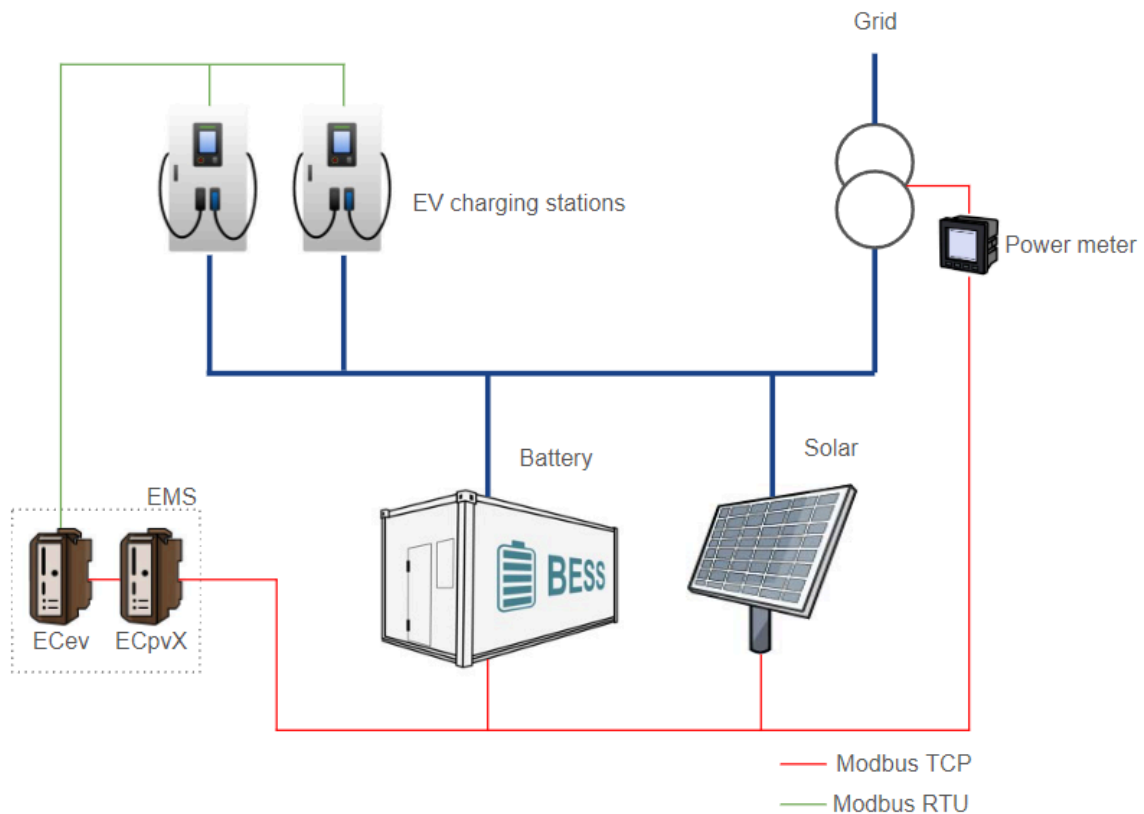 Grid
EV charging stations
Power meter
Battery
Solar
EMS
BESS
ECev
ECpvX
Modbus TCP
Modbus RTU